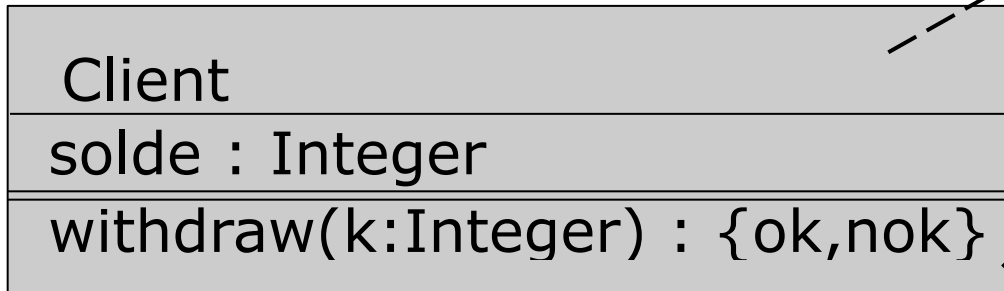 Client
solde : Integer
withdraw(k:Integer) : {ok,nok}